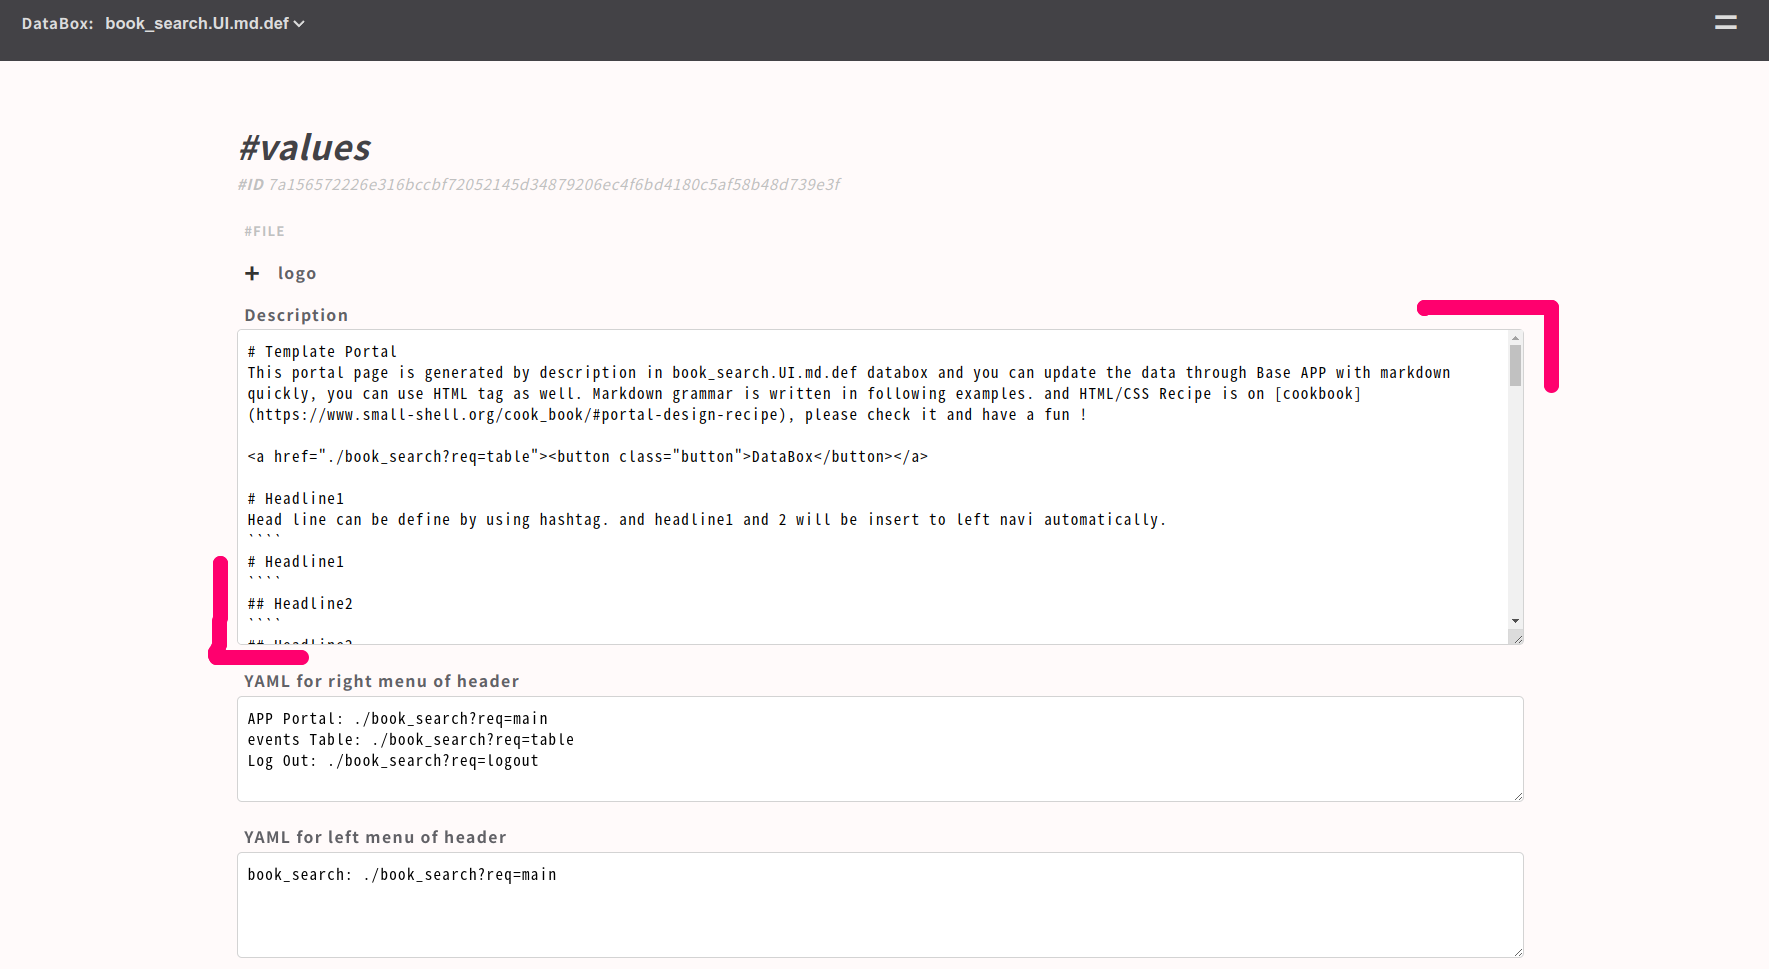 DataBox: book_search.UI.md.def
#values
#ID 7a156572226e316bccbf72052145d34879206ec4f6bd4180c5af58b48d739e3f
#FILE
+ logo
Description
# Template Portal
This portal page is generated by description in book_search.UI.md.def databox and you can update the data through Base APP with markdown
quickly, you can use HTML tag as well. Markdown grammar is written in following examples. and HTML/CSS Recipe is on [cookbook]
(https://www.small-shell.org/cook_book/#portal-design-recipe), please check it and have a fun !
<a href="./book_search?req=table"><button class="button">DataBox</button></a>
# Headline1
Head line can be define by using hashtag. and headline1 and 2 will be insert to left navi automatically.
````
# Headline1
````
## Headline2
````
## Headline2
YAML for right menu of header
APP Portal: ./book_search?req=main
events Table: ./book_search?req=table
Log Out: ./book_search?req=logout
YAML for left menu of header
book_search: ./book_search?req=main